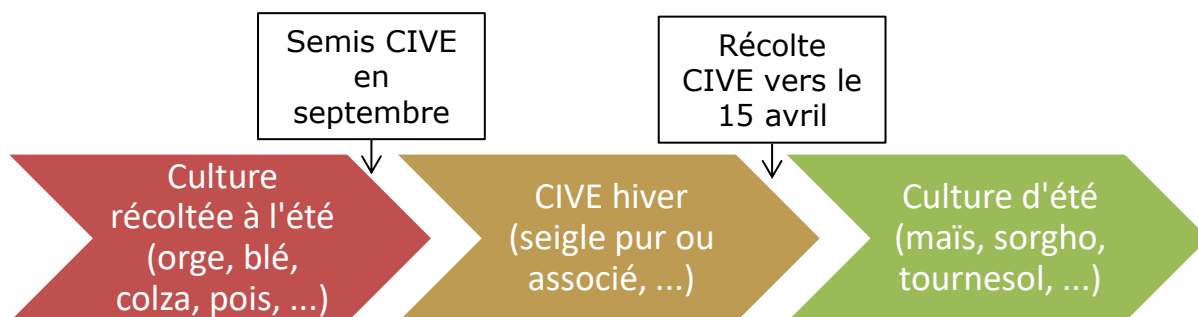 Semis CIVE
en
septembre
Récolte
CIVE vers le
15 avril
Culture
récoltée à l'été
(orge, blé,
colza, pois, ...)
CIVE hiver
(seigle pur ou
associé, ...)
Culture d'été
(maïs, sorgho,
tournesol, ...)